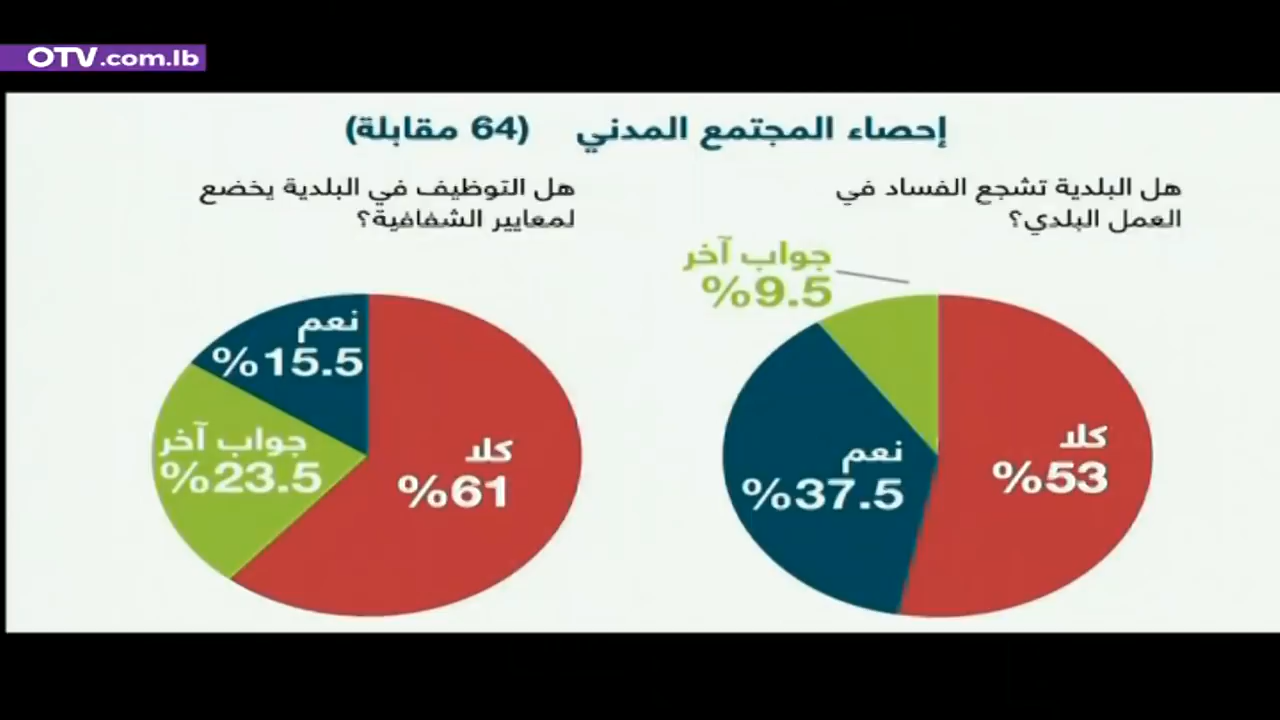 OTV.com.lb
إحصاء المجتمع المدني (64 مقابلة)
هل البلدية تشجع الفساد في
العمل البلدي؟
جواب آخر
%9.5
نعم
%37.5
كلا
%53
هل التوظيف في البلدية يخضع
لمعايير الشفافية؟
نعم
%15.5
جواب آخر
%23.5
كلا
%61